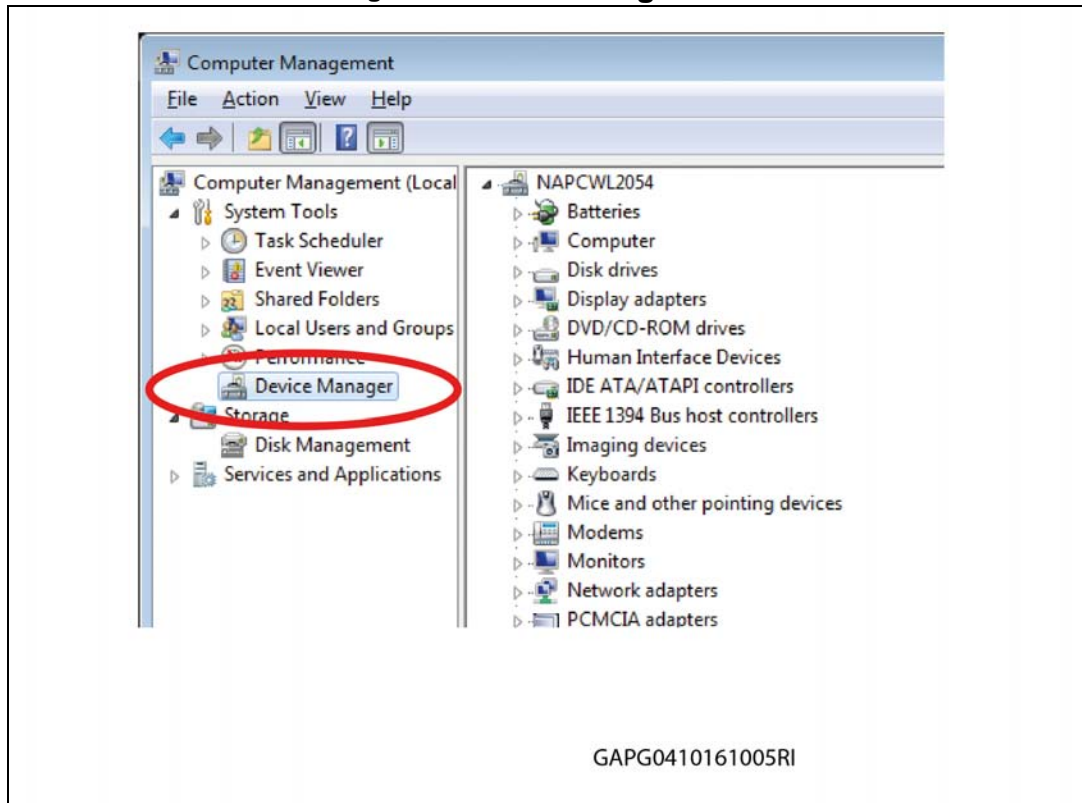 Computer Management
File Action View Help
Computer Management (Local
System Tools
Task Scheduler
Event Viewer
Shared Folders
Local Users and Groups
Performance
Device Manager
Storage
Disk Management
Services and Applications
NAPCWL2054
Batteries
Computer
Disk drives
Display adapters
DVD/CD-ROM drives
Human Interface Devices
IDE ATA/ATAPI controllers
IEEE 1394 Bus host controllers
Imaging devices
Keyboards
Mice and other pointing devices
Modems
Monitors
Network adapters
PCMCIA adapters
GAPG0410161005RI